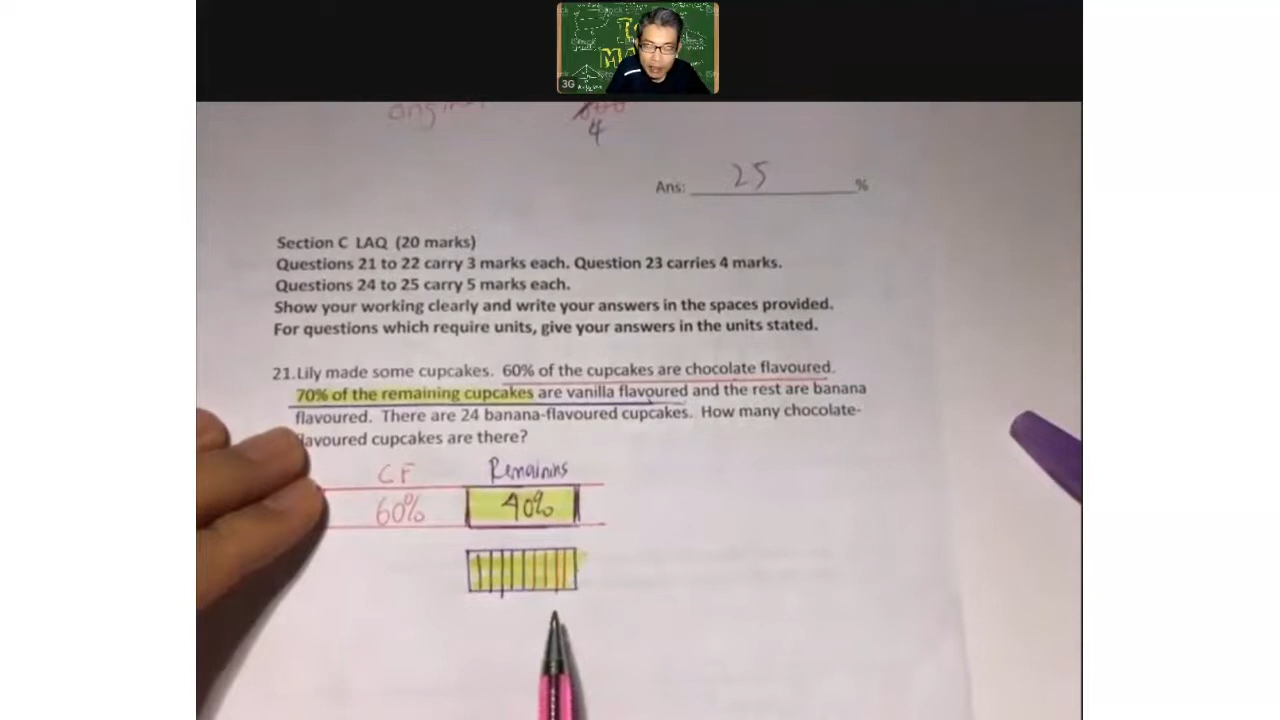 3G
4
Ans: 25 %
Section C LAQ (20 marks)
Questions 21 to 22 carry 3 marks each. Question 23 carries 4 marks.
Questions 24 to 25 carry 5 marks each.
Show your working clearly and write your answers in the spaces provided.
For questions which require units, give your answers in the units stated.
21. Lily made some cupcakes. 60% of the cupcakes are chocolate flavoured.
70% of the remaining cupcakes are vanilla flavoured and the rest are banana
flavoured. There are 24 banana-flavoured cupcakes. How many chocolate-
flavoured cupcakes are there?
CF Remaining
60% 40%